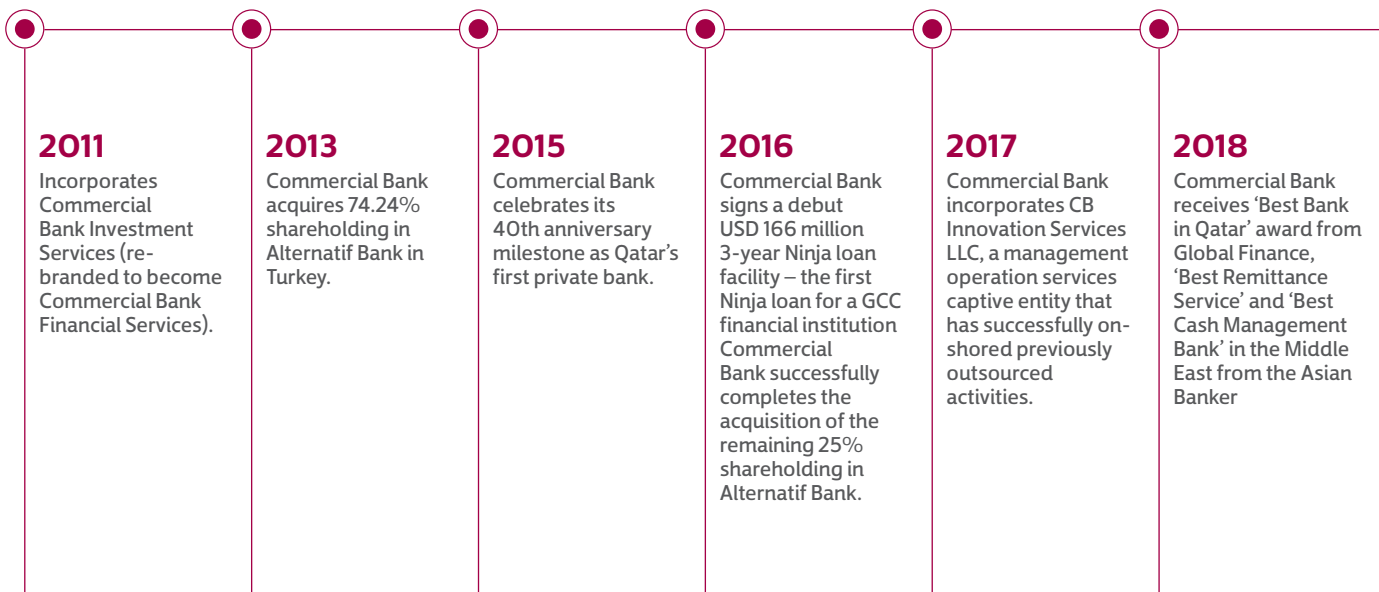 2011
Incorporates
Commercial
Bank Investment
Services (re-
branded to become
Commercial Bank
Financial Services).
2013
Commercial Bank
acquires 74.24%
shareholding in
Alternatif Bank in
Turkey.
2015
Commercial Bank
celebrates its
40th anniversary
milestone as Qatar’s
first private bank.
2016
Commercial Bank
signs a debut
USD 166 million
3-year Ninja loan
facility – the first
Ninja loan for a GCC
financial institution
Commercial
Bank successfully
completes the
acquisition of the
remaining 25%
shareholding in
Alternatif Bank.
2017
Commercial Bank
incorporates CB
Innovation Services
LLC, a management
operation services
captive entity that
has successfully on-
shored previously
outsourced
activities.
2018
Commercial Bank
receives ‘Best Bank
in Qatar’ award from
Global Finance,
‘Best Remittance
Service’ and ‘Best
Cash Management
Bank’ in the Middle
East from the Asian
Banker